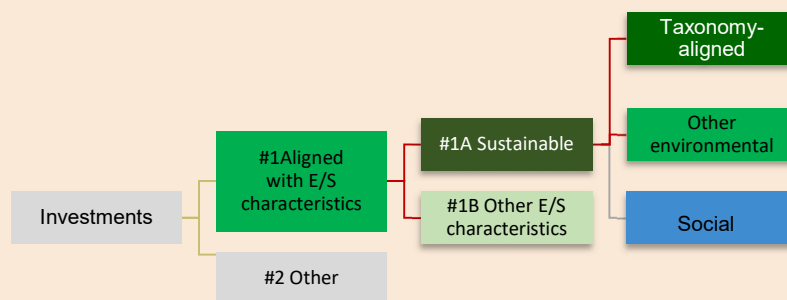 Investments
#1Aligned
with E/S
characteristics
#2 Other
#1A Sustainable
#1B Other E/S
characteristics
Taxonomy-
aligned
Other
environmental
Social